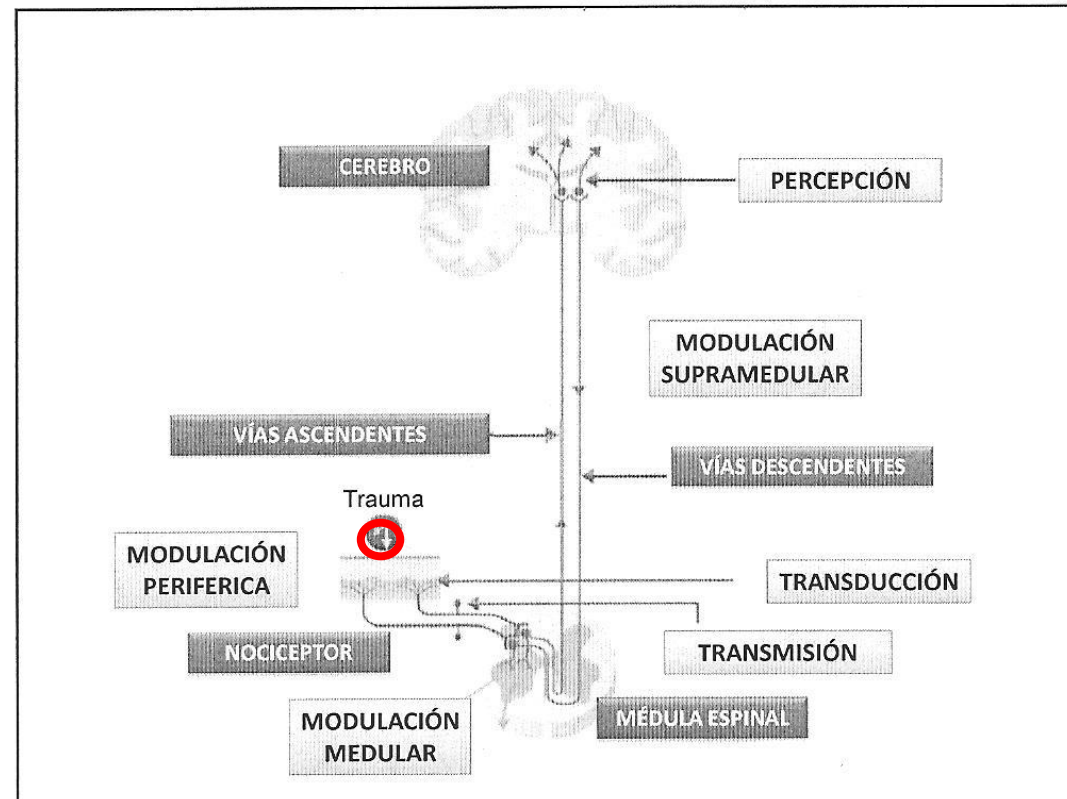 CEREBRO
PERCEPCIÓN
MODULACIÓN
SUPRAMEDULAR
VÍAS ASCENDENTES
VÍAS DESCENDENTES
Trauma
MODULACIÓN
PERIFERICA
TRANSDUCCIÓN
NOCICEPTOR
TRANSMISIÓN
MODULACIÓN
MEDULAR
MÉDULA ESPINAL